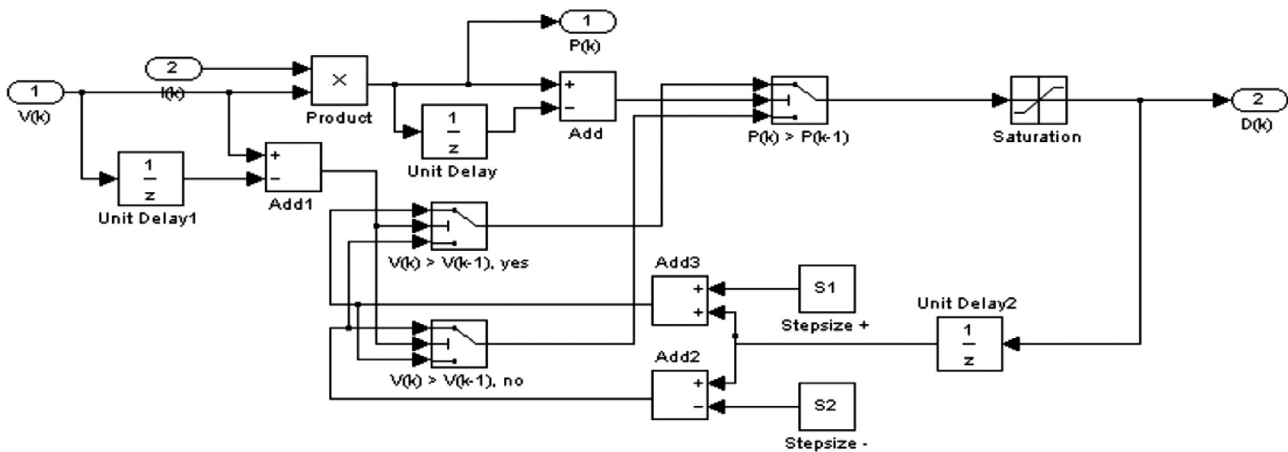 1
P(k)
2
I(k)
1
V(k)
×
Product
+
−
Add
1
z
Unit Delay
P(k) > P(k-1)
Saturation
2
D(k)
1
z
Unit Delay1
+
−
Add1
V(k) > V(k-1), yes
Add3
+
+
S1
Stepsize +
Unit Delay2
1
z
V(k) > V(k-1), no
Add2
+
−
S2
Stepsize -